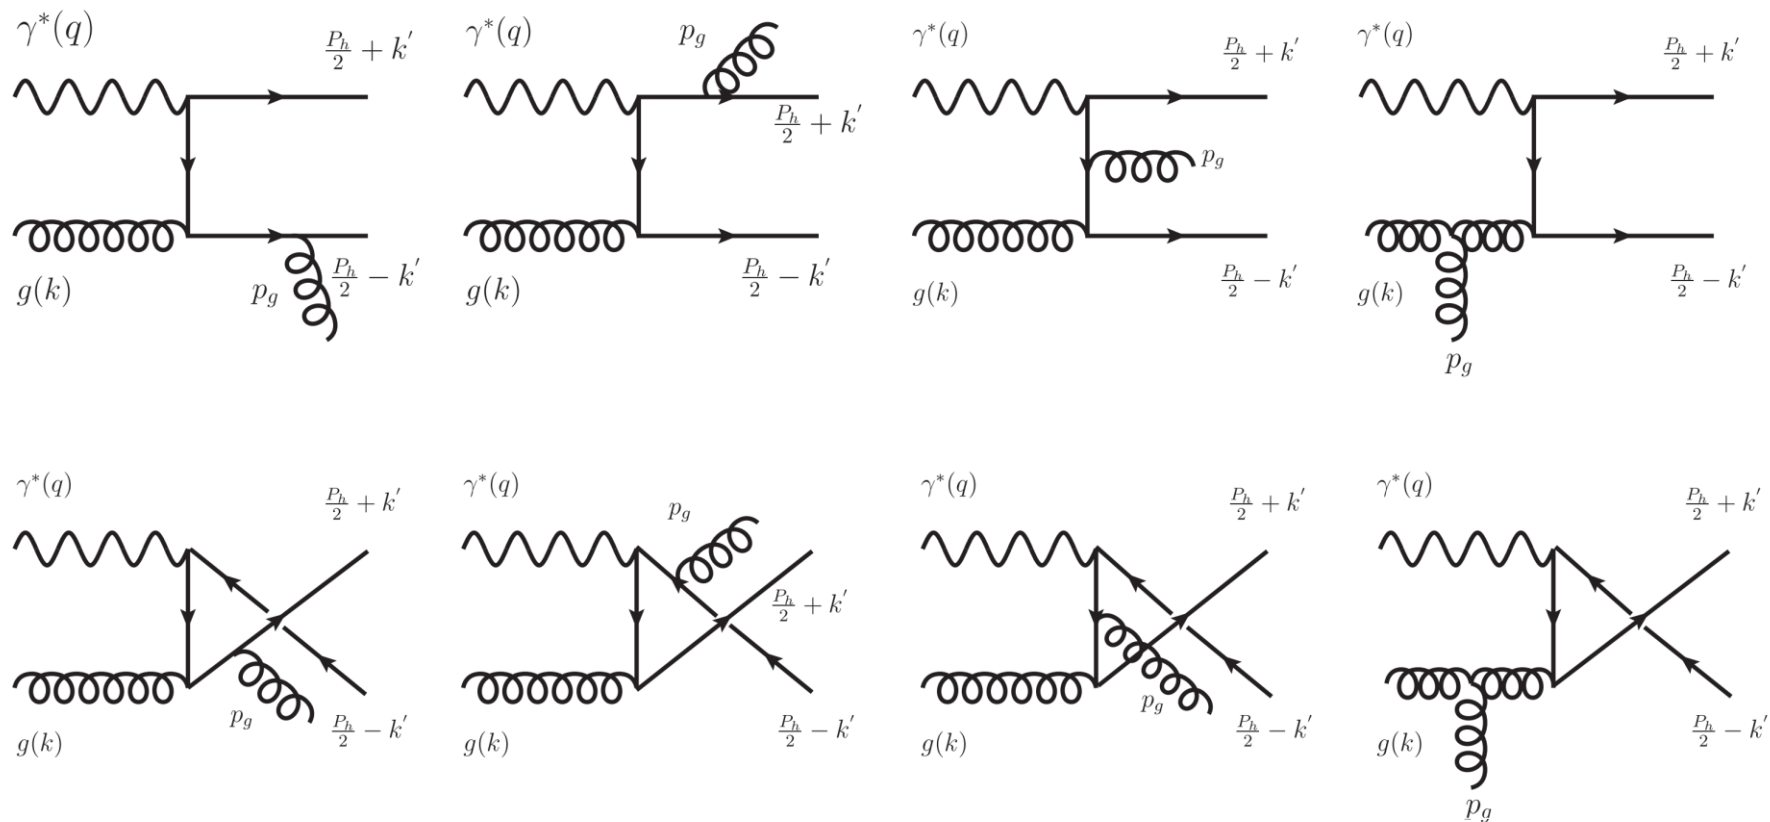 γ*(q)
P_h/2 + k′
p_g
P_h/2 − k′
g(k)
γ*(q)
p_g
P_h/2 + k′
P_h/2 − k′
g(k)
γ*(q)
P_h/2 + k′
p_g
P_h/2 − k′
g(k)
γ*(q)
P_h/2 + k′
P_h/2 − k′
g(k)
p_g
γ*(q)
P_h/2 + k′
p_g
P_h/2 − k′
g(k)
γ*(q)
p_g
P_h/2 + k′
P_h/2 − k′
g(k)
γ*(q)
P_h/2 + k′
p_g
P_h/2 − k′
g(k)
γ*(q)
P_h/2 + k′
P_h/2 − k′
g(k)
p_g